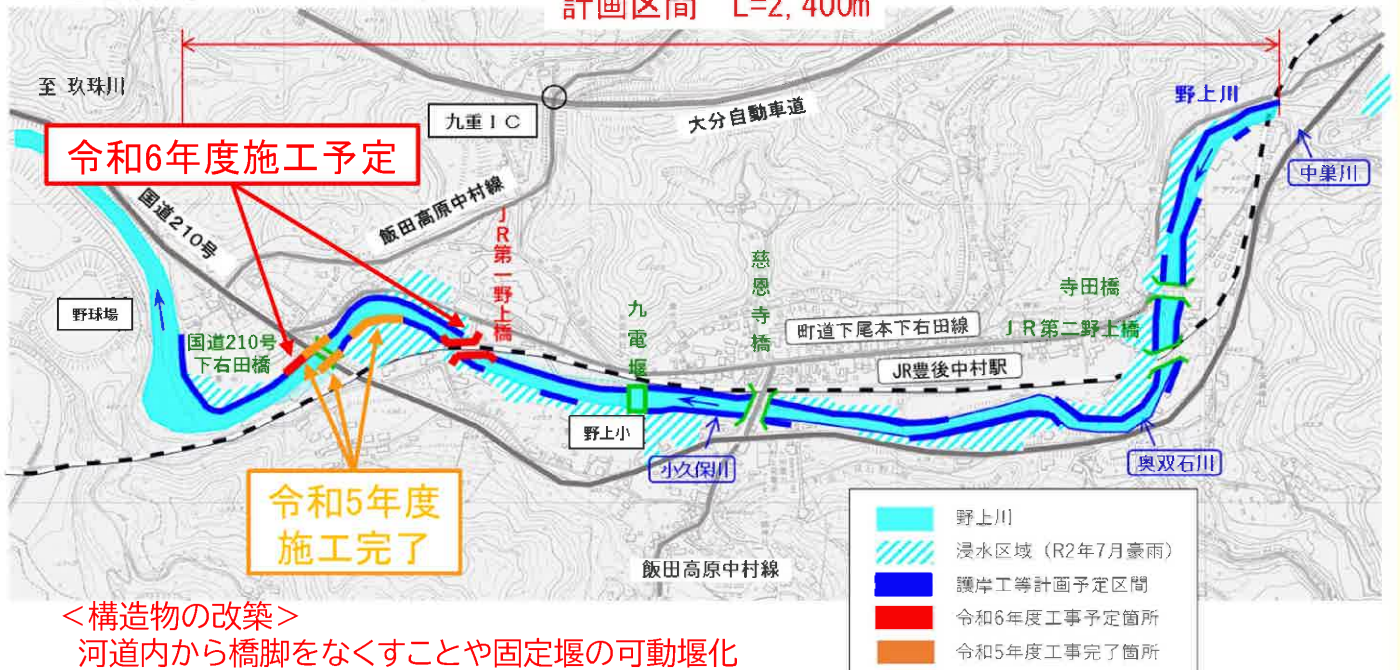 計画区間 L=2,400m
至 玖珠川
九重IC
大分自動車道
野上川
中巣川
令和6年度施工予定
国道210号
飯田高原中村線
JR第一野上橋
慈恩寺橋
寺田橋
野球場
九電堰
町道下尾本下右田線
JR第二野上橋
国道210号
下右田橋
JR豊後中村駅
野上小
小久保川
奥双石川
令和5年度
施工完了
飯田高原中村線
野上川
浸水区域(R2年7月豪雨)
護岸工等計画予定区間
令和6年度工事予定箇所
令和5年度工事完了箇所
<構造物の改築>
河道内から橋脚をなくすことや固定堰の可動堰化